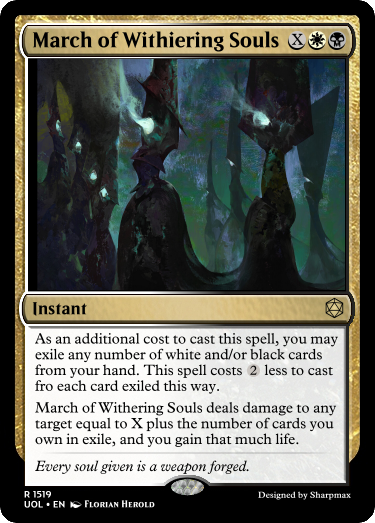 March of Withiering Souls X
Instant
As an additional cost to cast this spell, you may
exile any number of white and/or black cards
from your hand. This spell costs 2 less to cast
fro each card exiled this way.
March of Withering Souls deals damage to any
target equal to X plus the number of cards you
own in exile, and you gain that much life.
Every soul given is a weapon forged.
R 1519
UOL • EN Florian Herold
Designed by Sharpmax